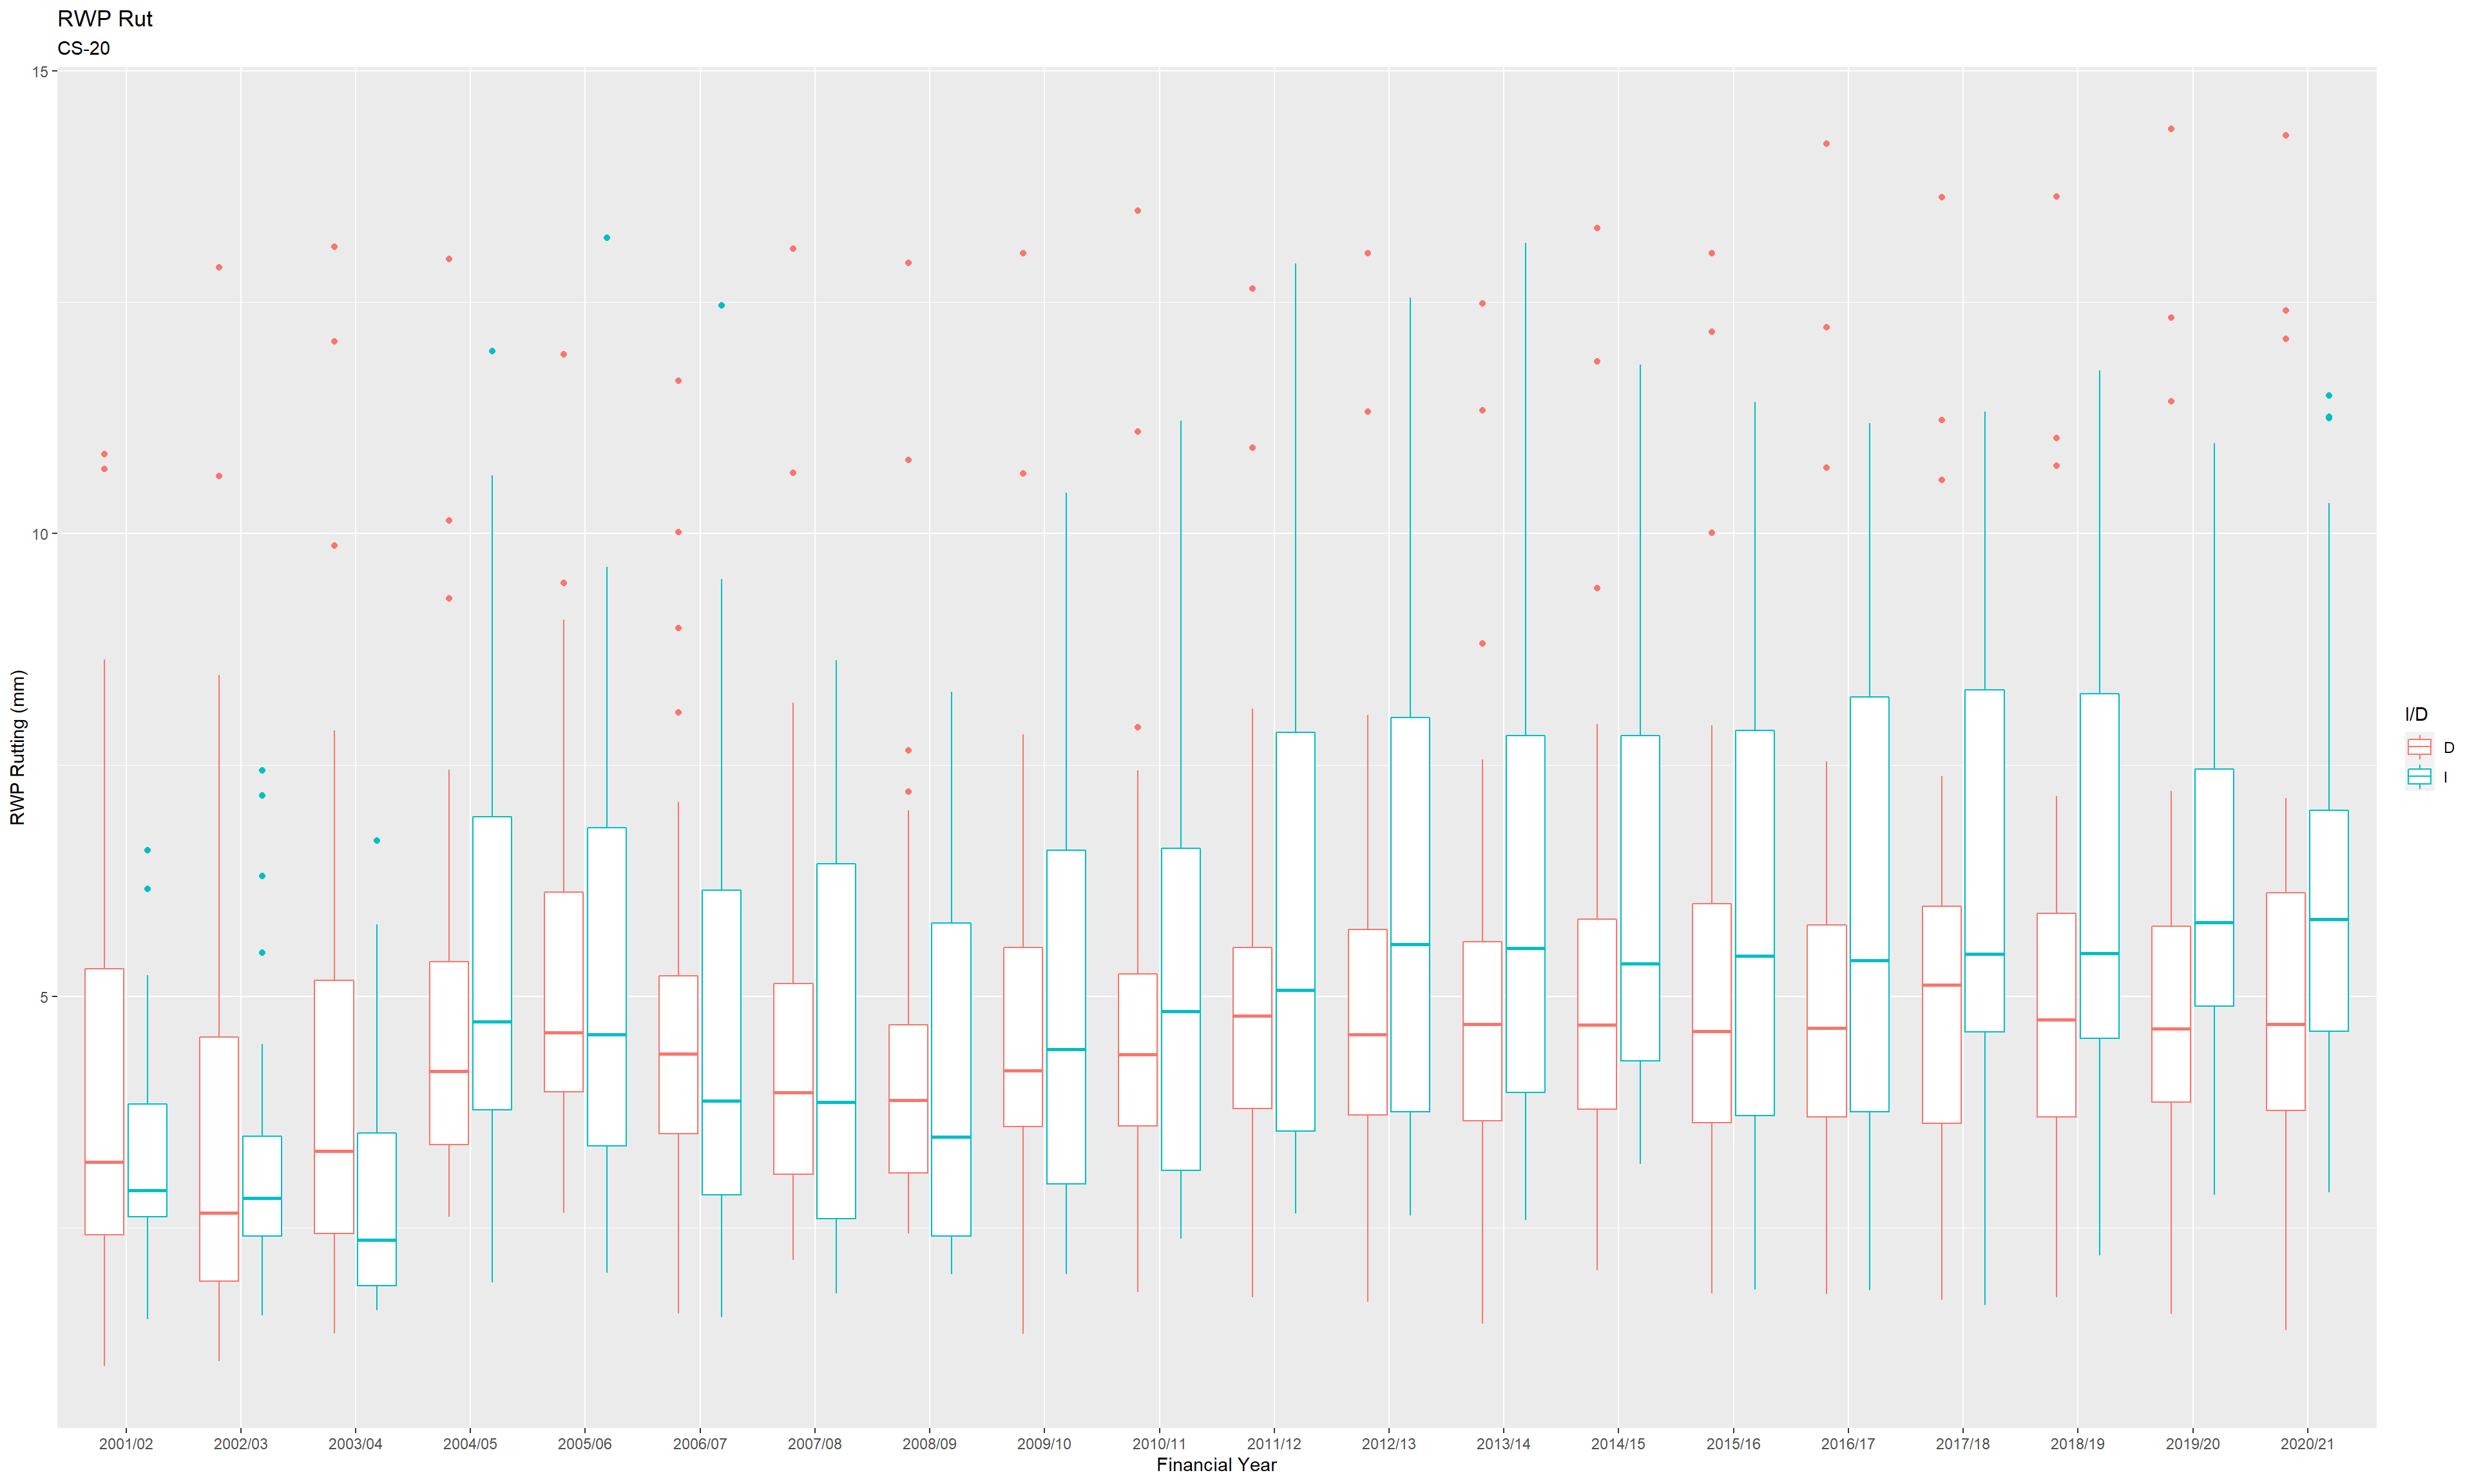 RWP Rut
CS-20
15
10
5
RWP Rutting (mm)
2001/02 2002/03 2003/04 2004/05 2005/06 2006/07 2007/08 2008/09 2009/10 2010/11 2011/12 2012/13 2013/14 2014/15 2015/16 2016/17 2017/18 2018/19 2019/20 2020/21
Financial Year
I/D
D
I